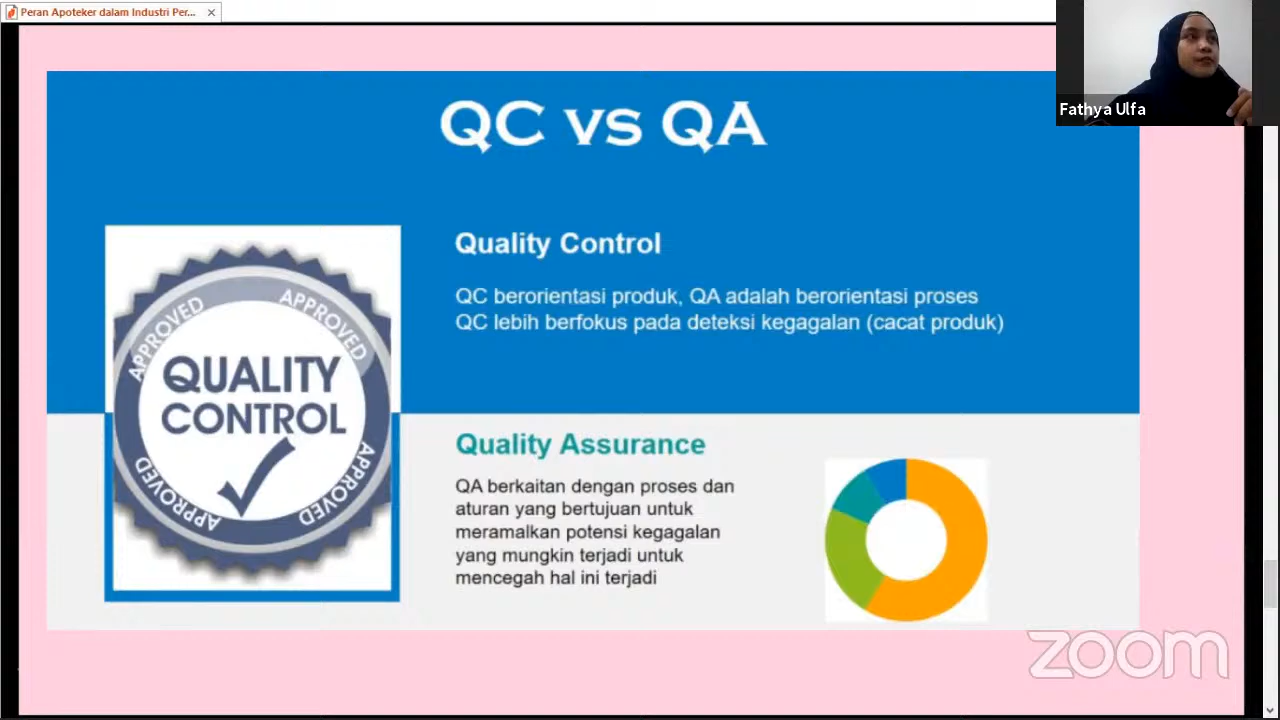 Peran Apoteker dalam Industri Per...
Fathya Ulfa
QC vs QA
Quality Control
QC berorientasi produk, QA adalah berorientasi proses
QC lebih berfokus pada deteksi kegagalan (cacat produk)
APPROVED
APPROVED
QUALITY
CONTROL
APPROVED
APPROVED
Quality Assurance
QA berkaitan dengan proses dan
aturan yang bertujuan untuk
meramalkan potensi kegagalan
yang mungkin terjadi untuk
mencegah hal ini terjadi
zoom